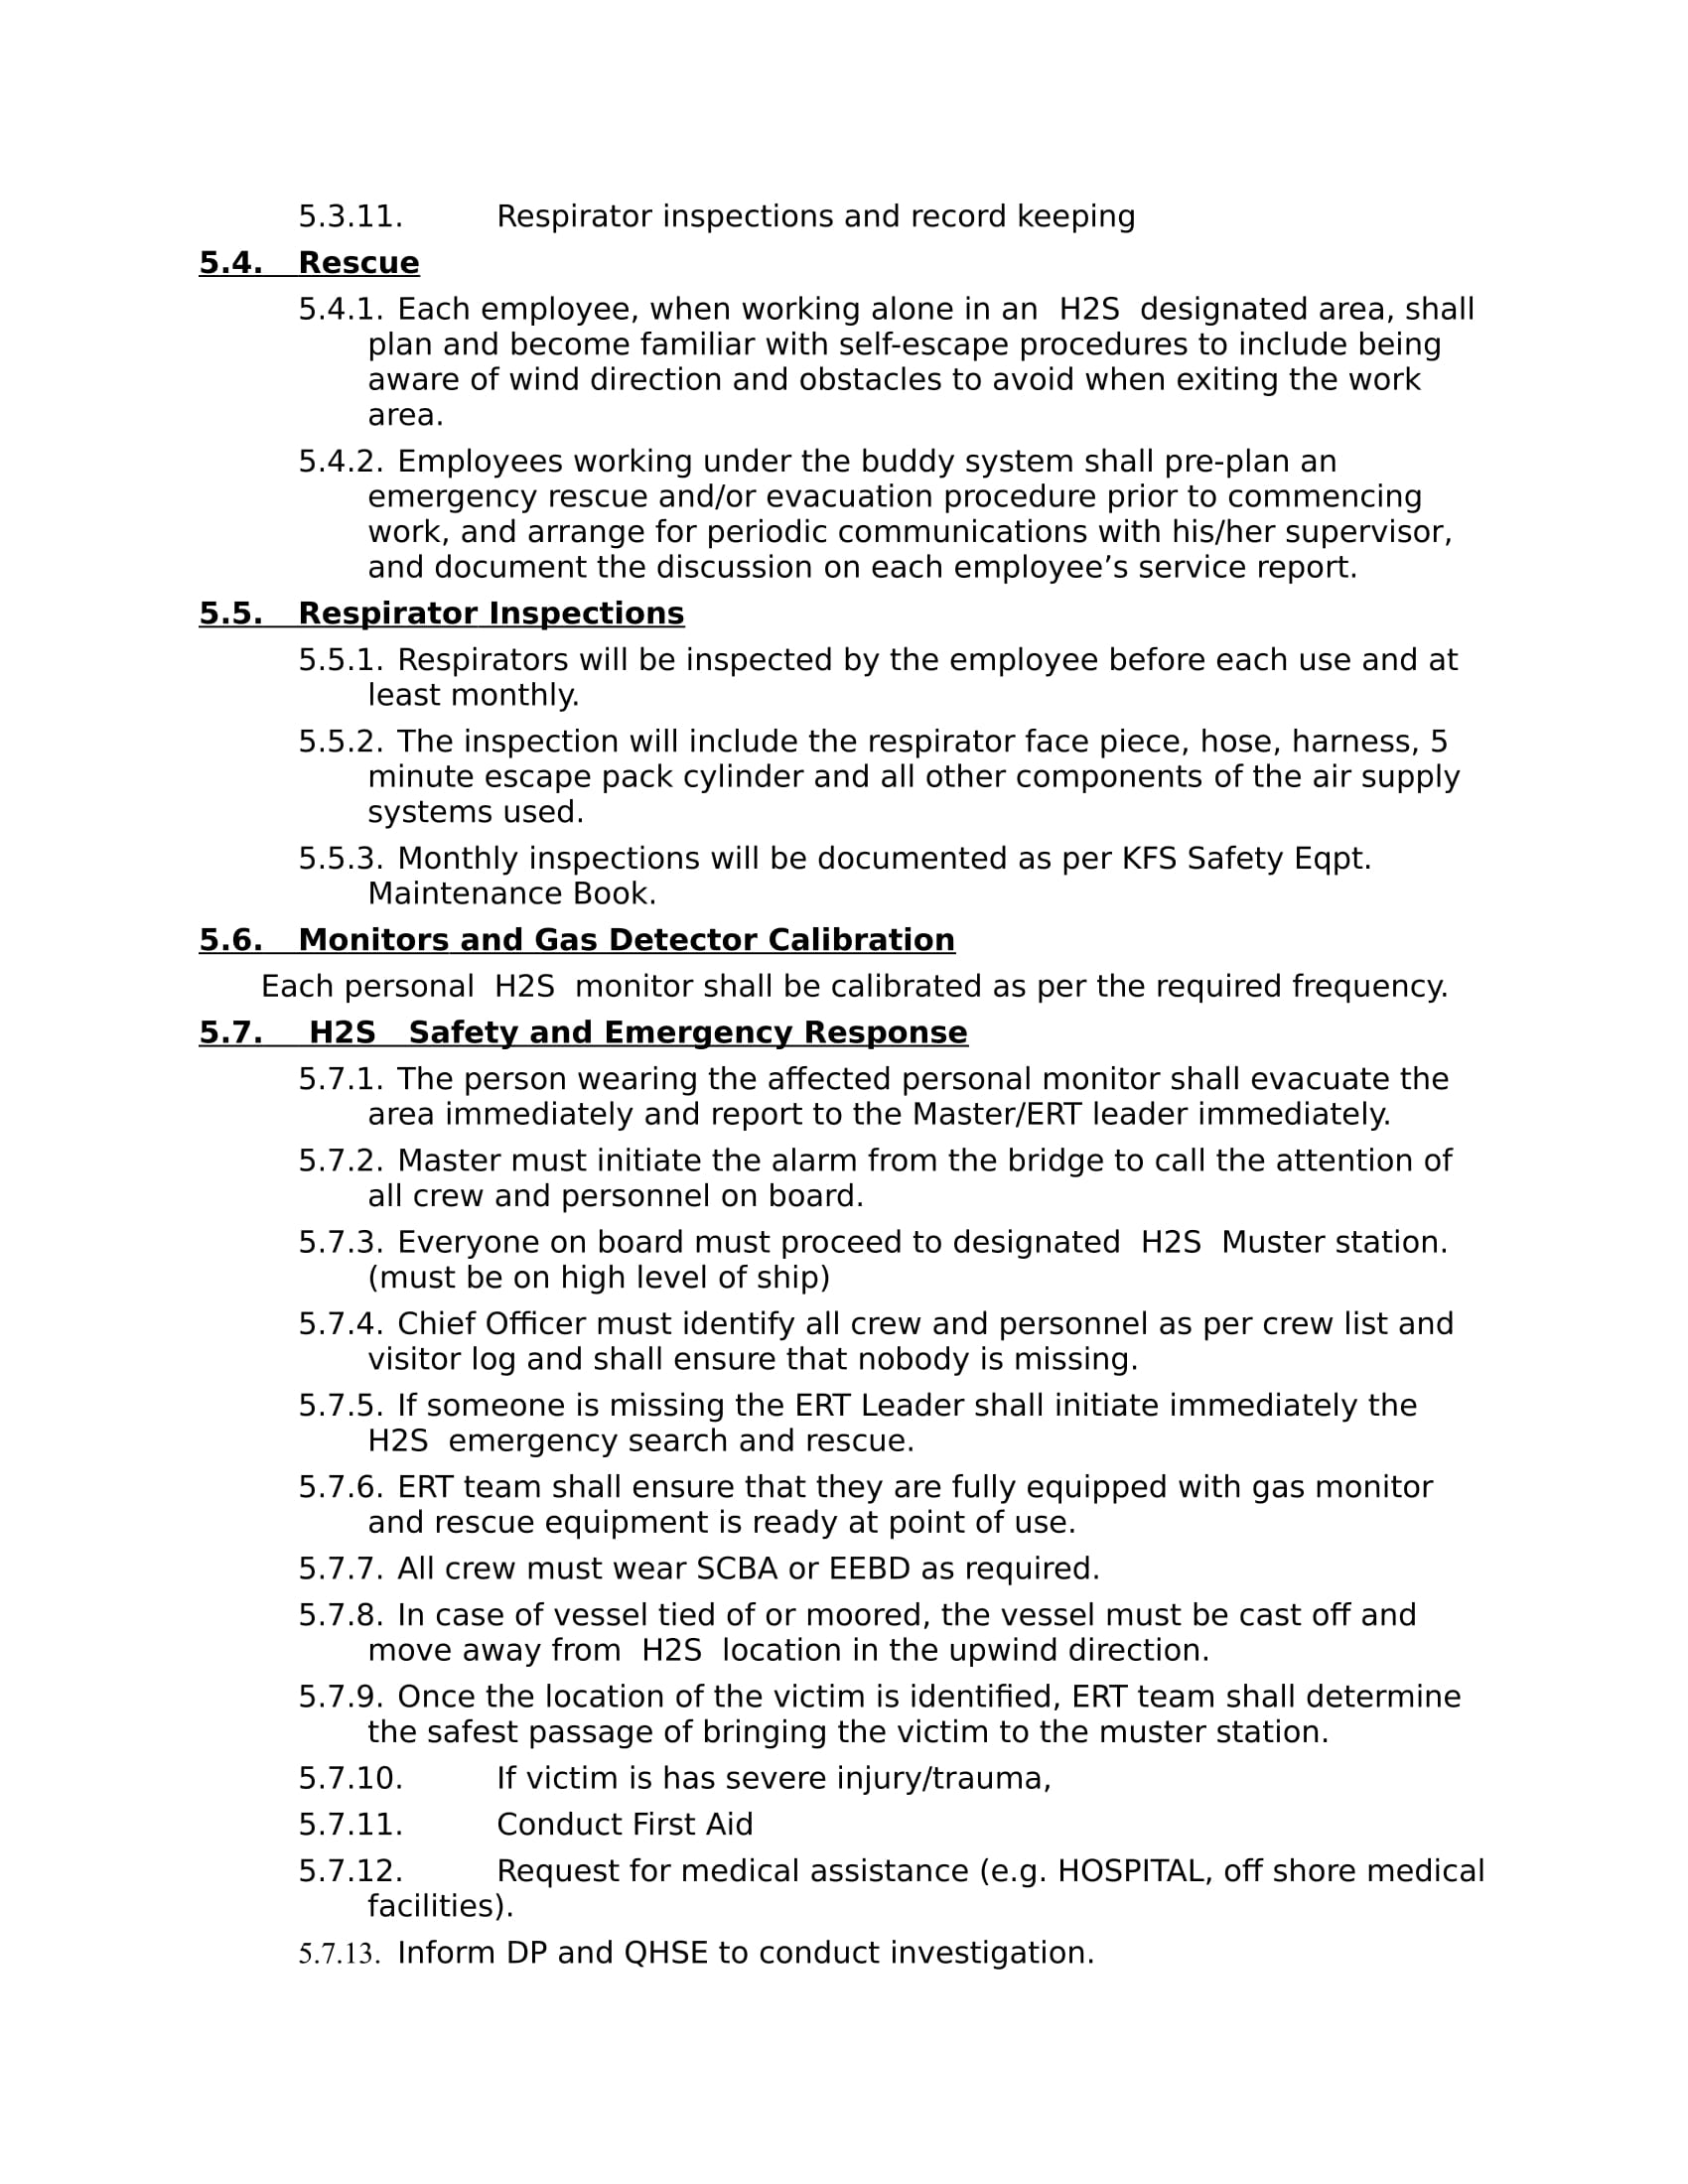 5.3.11. Respirator inspections and record keeping
5.4. Rescue
5.4.1. Each employee, when working alone in an H2S designated area, shall
plan and become familiar with self-escape procedures to include being
aware of wind direction and obstacles to avoid when exiting the work
area.
5.4.2. Employees working under the buddy system shall pre-plan an
emergency rescue and/or evacuation procedure prior to commencing
work, and arrange for periodic communications with his/her supervisor,
and document the discussion on each employee’s service report.
5.5. Respirator Inspections
5.5.1. Respirators will be inspected by the employee before each use and at
least monthly.
5.5.2. The inspection will include the respirator face piece, hose, harness, 5
minute escape pack cylinder and all other components of the air supply
systems used.
5.5.3. Monthly inspections will be documented as per KFS Safety Eqpt.
Maintenance Book.
5.6. Monitors and Gas Detector Calibration
Each personal H2S monitor shall be calibrated as per the required frequency.
5.7. H2S Safety and Emergency Response
5.7.1. The person wearing the affected personal monitor shall evacuate the
area immediately and report to the Master/ERT leader immediately.
5.7.2. Master must initiate the alarm from the bridge to call the attention of
all crew and personnel on board.
5.7.3. Everyone on board must proceed to designated H2S Muster station.
(must be on high level of ship)
5.7.4. Chief Officer must identify all crew and personnel as per crew list and
visitor log and shall ensure that nobody is missing.
5.7.5. If someone is missing the ERT Leader shall initiate immediately the
H2S emergency search and rescue.
5.7.6. ERT team shall ensure that they are fully equipped with gas monitor
and rescue equipment is ready at point of use.
5.7.7. All crew must wear SCBA or EEBD as required.
5.7.8. In case of vessel tied of or moored, the vessel must be cast off and
move away from H2S location in the upwind direction.
5.7.9. Once the location of the victim is identified, ERT team shall determine
the safest passage of bringing the victim to the muster station.
5.7.10. If victim is has severe injury/trauma,
5.7.11. Conduct First Aid
5.7.12. Request for medical assistance (e.g. HOSPITAL, off shore medical
facilities).
5.7.13. Inform DP and QHSE to conduct investigation.